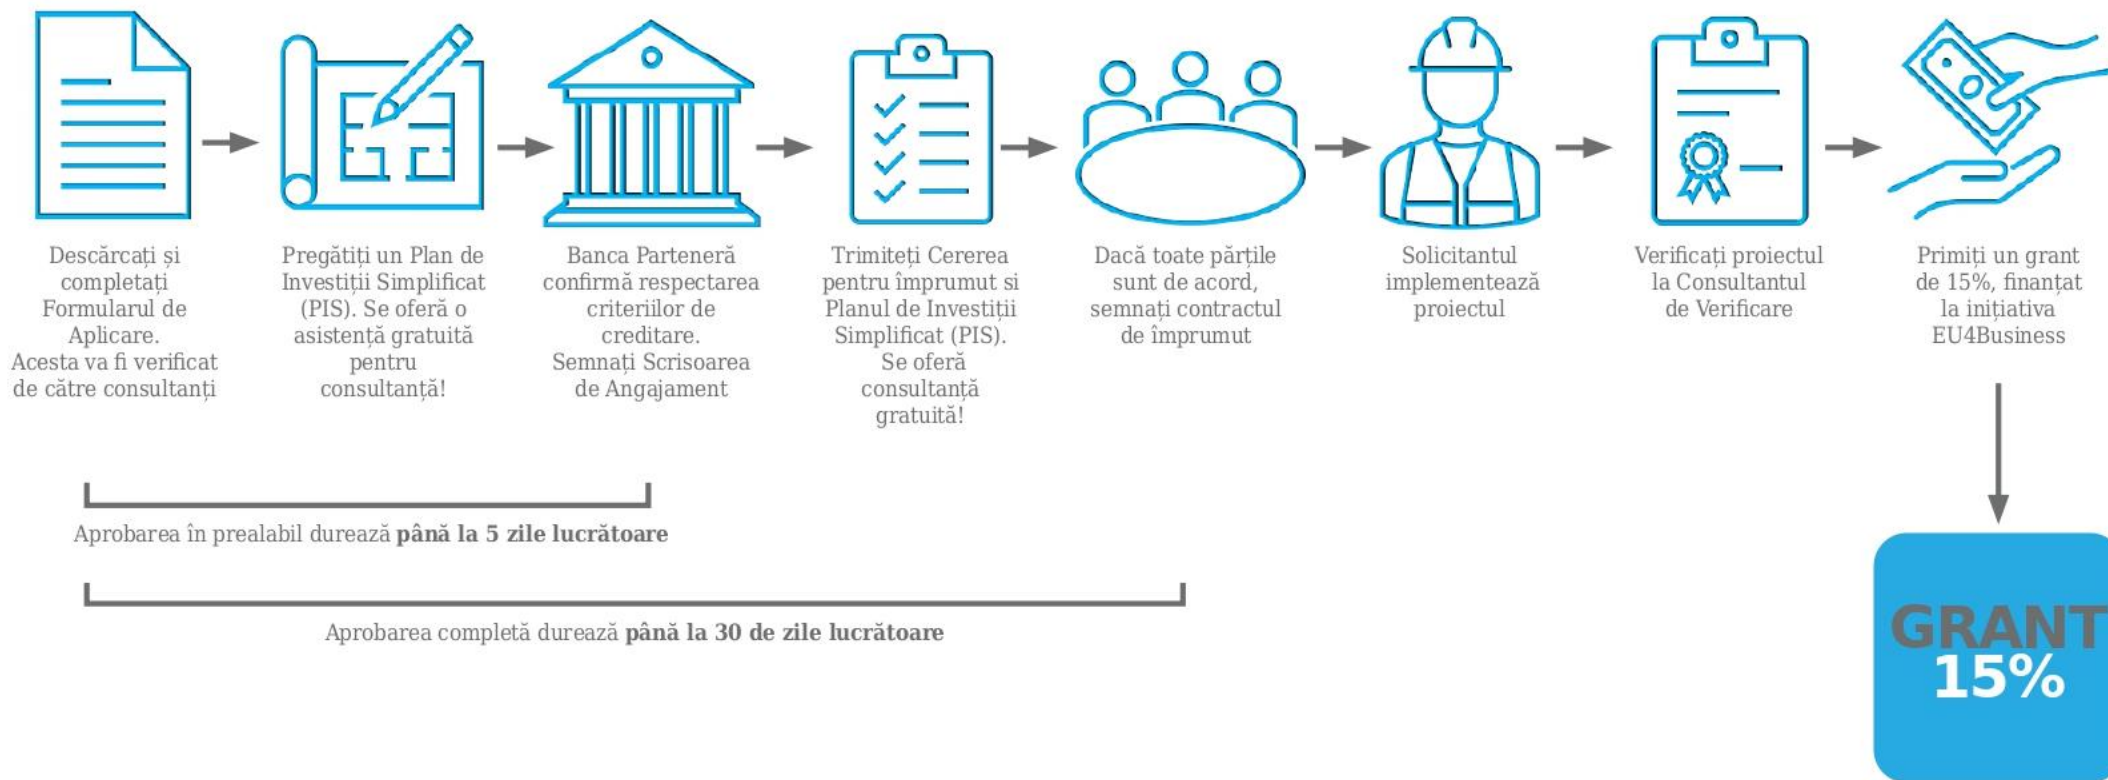 Descărcați și
completați
Formularul de
Aplicare.
Acesta va fi verificat
de către consultanți
Pregătiți un Plan de
Investiții Simplificat
(PIS). Se oferă o
asistență gratuită
pentru
consultanță!
Banca Parteneră
confirmă respectarea
criteriilor de
creditare.
Semnați Scrisoarea
de Angajament
Trimiteți Cererea
pentru împrumut si
Planul de Investiții
Simplificat (PIS).
Se oferă
consultanță
gratuită!
Dacă toate părțile
sunt de acord,
semnați contractul
de împrumut
Solicitantul
implementează
proiectul
Verificați proiectul
la Consultantul
de Verificare
Primiți un grant
de 15%, finanțat
la inițiativa
EU4Business
Aprobarea în prealabil durează până la 5 zile lucrătoare
Aprobarea completă durează până la 30 de zile lucrătoare
GRANT
15%